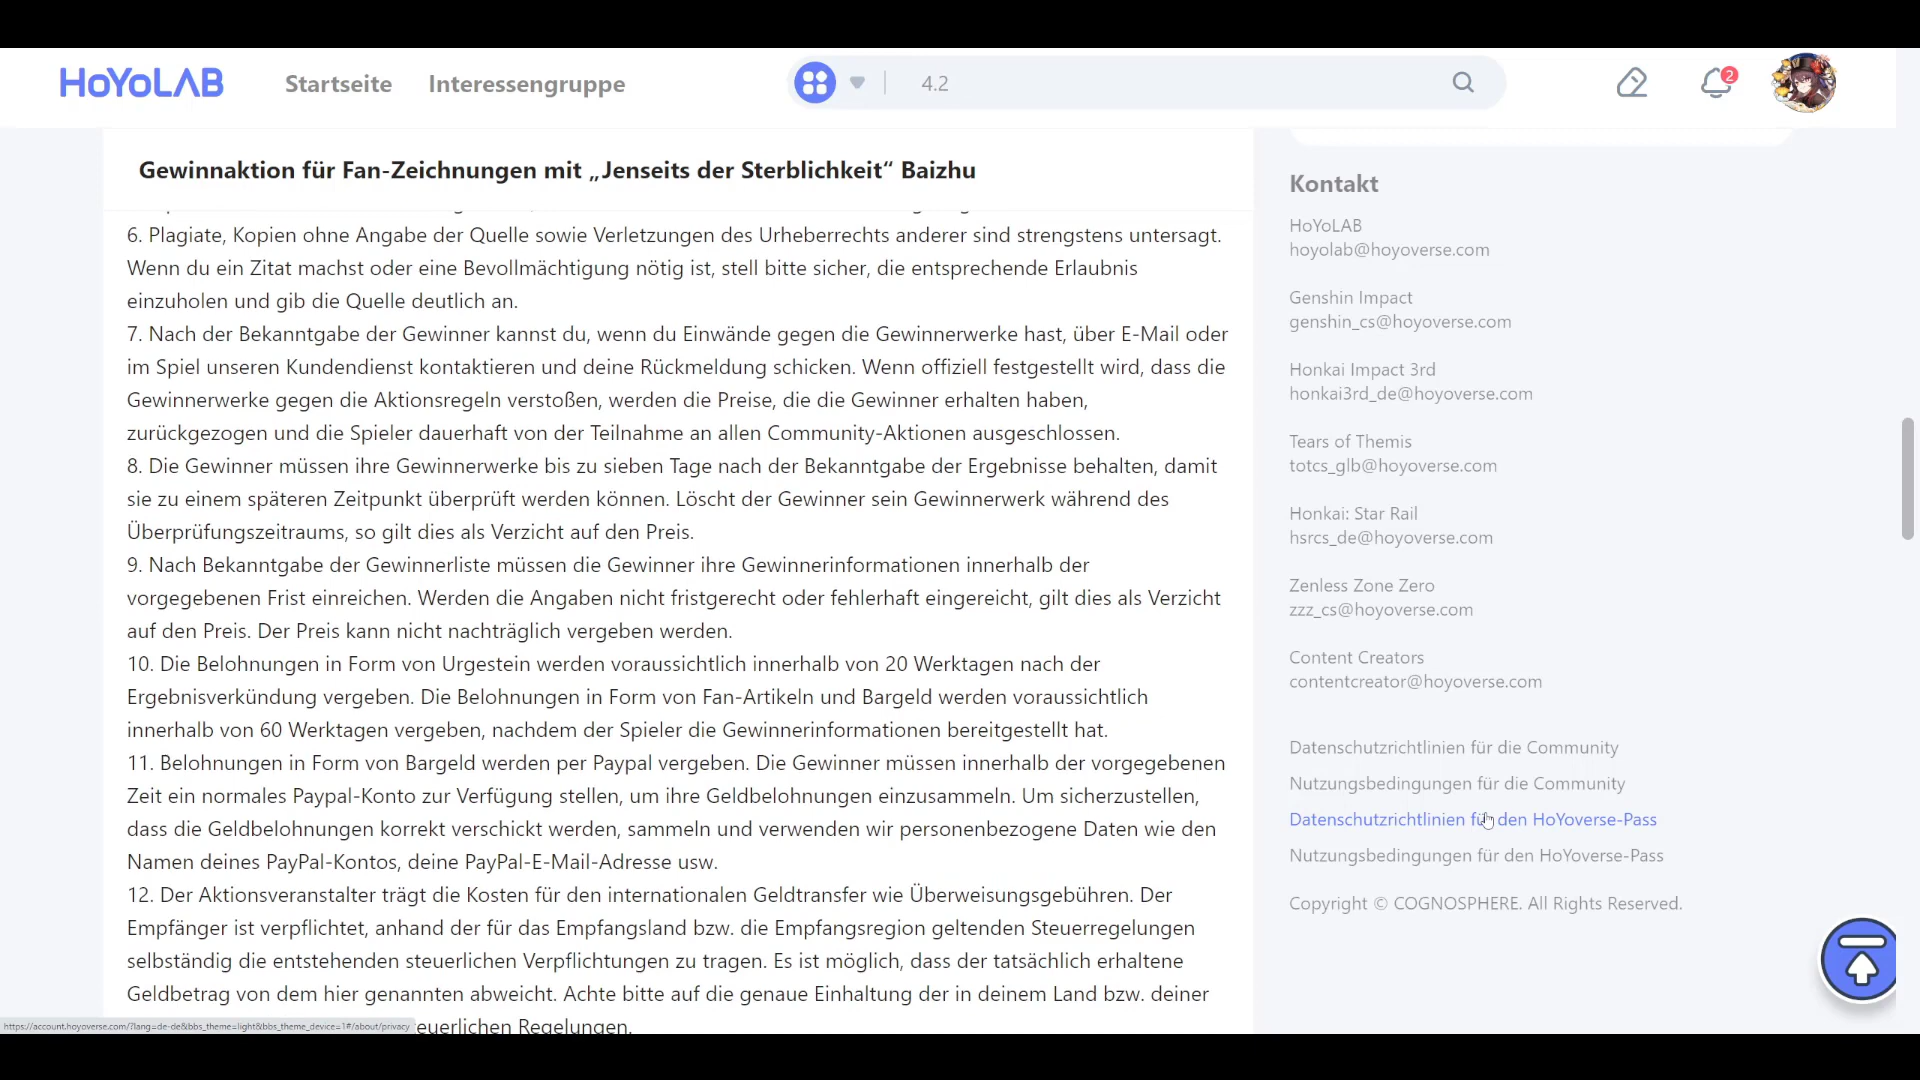 HoYoLAB
Startseite
Interessengruppe
4.2
2
Gewinnaktion für Fan-Zeichnungen mit „Jenseits der Sterblichkeit“ Baizhu
6. Plagiate, Kopien ohne Angabe der Quelle sowie Verletzungen des Urheberrechts anderer sind strengstens untersagt.
Wenn du ein Zitat machst oder eine Bevollmächtigung nötig ist, stell bitte sicher, die entsprechende Erlaubnis
einzuholen und gib die Quelle deutlich an.
7. Nach der Bekanntgabe der Gewinner kannst du, wenn du Einwände gegen die Gewinnerwerke hast, über E-Mail oder
im Spiel unseren Kundendienst kontaktieren und deine Rückmeldung schicken. Wenn offiziell festgestellt wird, dass die
Gewinnerwerke gegen die Aktionsregeln verstoßen, werden die Preise, die die Gewinner erhalten haben,
zurückgezogen und die Spieler dauerhaft von der Teilnahme an allen Community-Aktionen ausgeschlossen.
8. Die Gewinner müssen ihre Gewinnerwerke bis zu sieben Tage nach der Bekanntgabe der Ergebnisse behalten, damit
sie zu einem späteren Zeitpunkt überprüft werden können. Löscht der Gewinner sein Gewinnerwerk während des
Überprüfungszeitraums, so gilt dies als Verzicht auf den Preis.
9. Nach Bekanntgabe der Gewinnerliste müssen die Gewinner ihre Gewinnerinformationen innerhalb der
vorgegebenen Frist einreichen. Werden die Angaben nicht fristgerecht oder fehlerhaft eingereicht, gilt dies als Verzicht
auf den Preis. Der Preis kann nicht nachträglich vergeben werden.
10. Die Belohnungen in Form von Urgestein werden voraussichtlich innerhalb von 20 Werktagen nach der
Ergebnisverkündung vergeben. Die Belohnungen in Form von Fan-Artikeln und Bargeld werden voraussichtlich
innerhalb von 60 Werktagen vergeben, nachdem der Spieler die Gewinnerinformationen bereitgestellt hat.
11. Belohnungen in Form von Bargeld werden per Paypal vergeben. Die Gewinner müssen innerhalb der vorgegebenen
Zeit ein normales Paypal-Konto zur Verfügung stellen, um ihre Geldbelohnungen einzusammeln. Um sicherzustellen,
dass die Geldbelohnungen korrekt verschickt werden, sammeln und verwenden wir personenbezogene Daten wie den
Namen deines PayPal-Kontos, deine PayPal-E-Mail-Adresse usw.
12. Der Aktionsveranstalter trägt die Kosten für den internationalen Geldtransfer wie Überweisungsgebühren. Der
Empfänger ist verpflichtet, anhand der für das Empfangsland bzw. die Empfangsregion geltenden Steuerregelungen
selbständig die entstehenden steuerlichen Verpflichtungen zu tragen. Es ist möglich, dass der tatsächlich erhaltene
Geldbetrag von dem hier genannten abweicht. Achte bitte auf die genaue Einhaltung der in deinem Land bzw. deiner
euerlichen Regelungen.
https://account.hoyoverse.com/?lang=de-de&bbs_theme=light&bbs_theme_device=1#/about/privacy
Kontakt
HoYoLAB
hoyolab@hoyoverse.com
Genshin Impact
genshin_cs@hoyoverse.com
Honkai Impact 3rd
honkai3rd_de@hoyoverse.com
Tears of Themis
totcs_glb@hoyoverse.com
Honkai: Star Rail
hsrcs_de@hoyoverse.com
Zenless Zone Zero
zzz_cs@hoyoverse.com
Content Creators
contentcreator@hoyoverse.com
Datenschutzrichtlinien für die Community
Nutzungsbedingungen für die Community
Datenschutzrichtlinien für den HoYoverse-Pass
Nutzungsbedingungen für den HoYoverse-Pass
Copyright © COGNOSPHERE. All Rights Reserved.